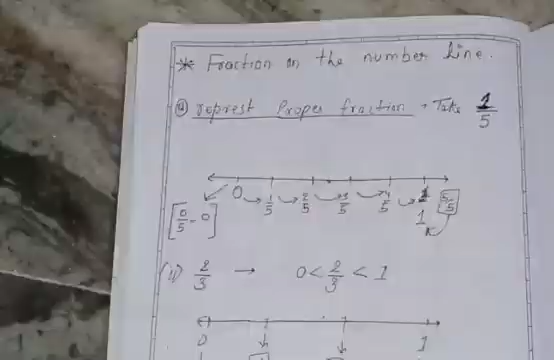 * Fraction on the number line.
represt Proper fraction → Take 1/5
0 1/5 2/5 3/5 4/5 1 5/5
[0/5 = 0] 1
(ii) 2/3 → 0 < 2/3 < 1
0 1